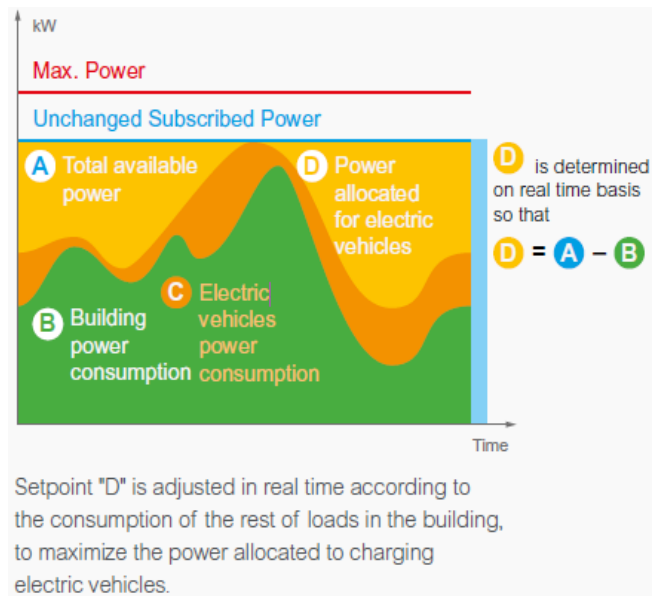 kW
Max. Power
Unchanged Subscribed Power
A Total available
power
D Power
allocated
for electric
vehicles
B Building
power
consumption
C Electric
vehicles
power
consumption
D is determined
on real time basis
so that
D = A – B
Time
Setpoint "D" is adjusted in real time according to
the consumption of the rest of loads in the building,
to maximize the power allocated to charging
electric vehicles.